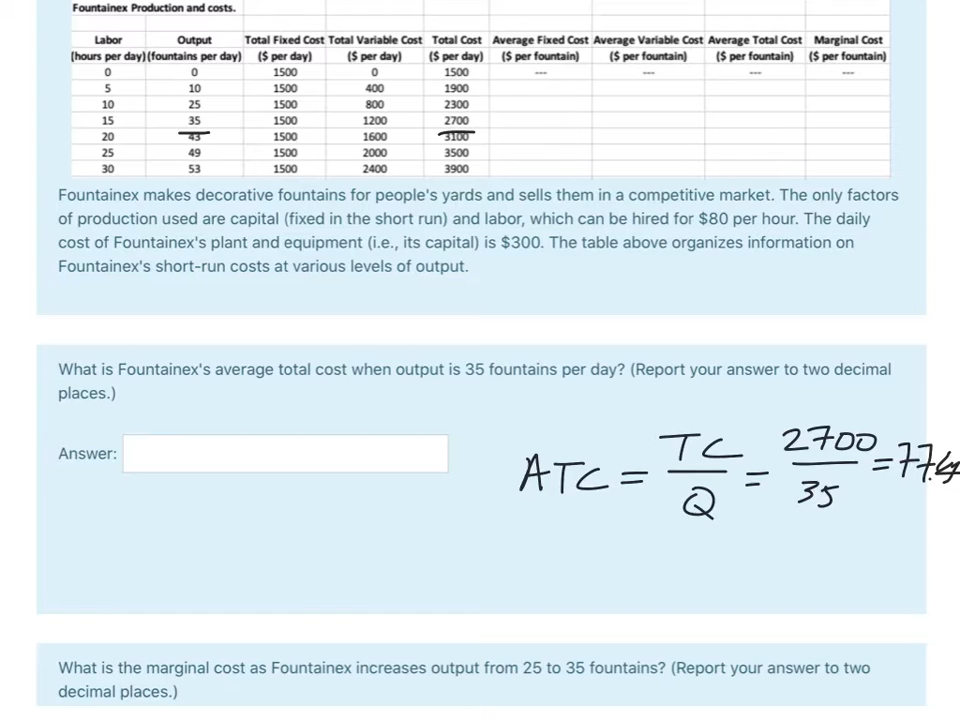 Fountainex Production and costs.
Labor Output Total Fixed Cost Total Variable Cost Total Cost Average Fixed Cost Average Variable Cost Average Total Cost Marginal Cost
(hours per day) (fountains per day) ($ per day) ($ per day) ($ per day) ($ per fountain) ($ per fountain) ($ per fountain) ($ per fountain)
0 0 1500 0 1500 --- --- --- ---
5 10 1500 400 1900
10 25 1500 800 2300
15 35 1500 1200 2700
20 43 1500 1600 3100
25 49 1500 2000 3500
30 53 1500 2400 3900
Fountainex makes decorative fountains for people's yards and sells them in a competitive market. The only factors
of production used are capital (fixed in the short run) and labor, which can be hired for $80 per hour. The daily
cost of Fountainex's plant and equipment (i.e., its capital) is $300. The table above organizes information on
Fountainex's short-run costs at various levels of output.
What is Fountainex's average total cost when output is 35 fountains per day? (Report your answer to two decimal
places.)
Answer:
ATC = TC / Q = 2700 / 35 =
What is the marginal cost as Fountainex increases output from 25 to 35 fountains? (Report your answer to two
decimal places.)